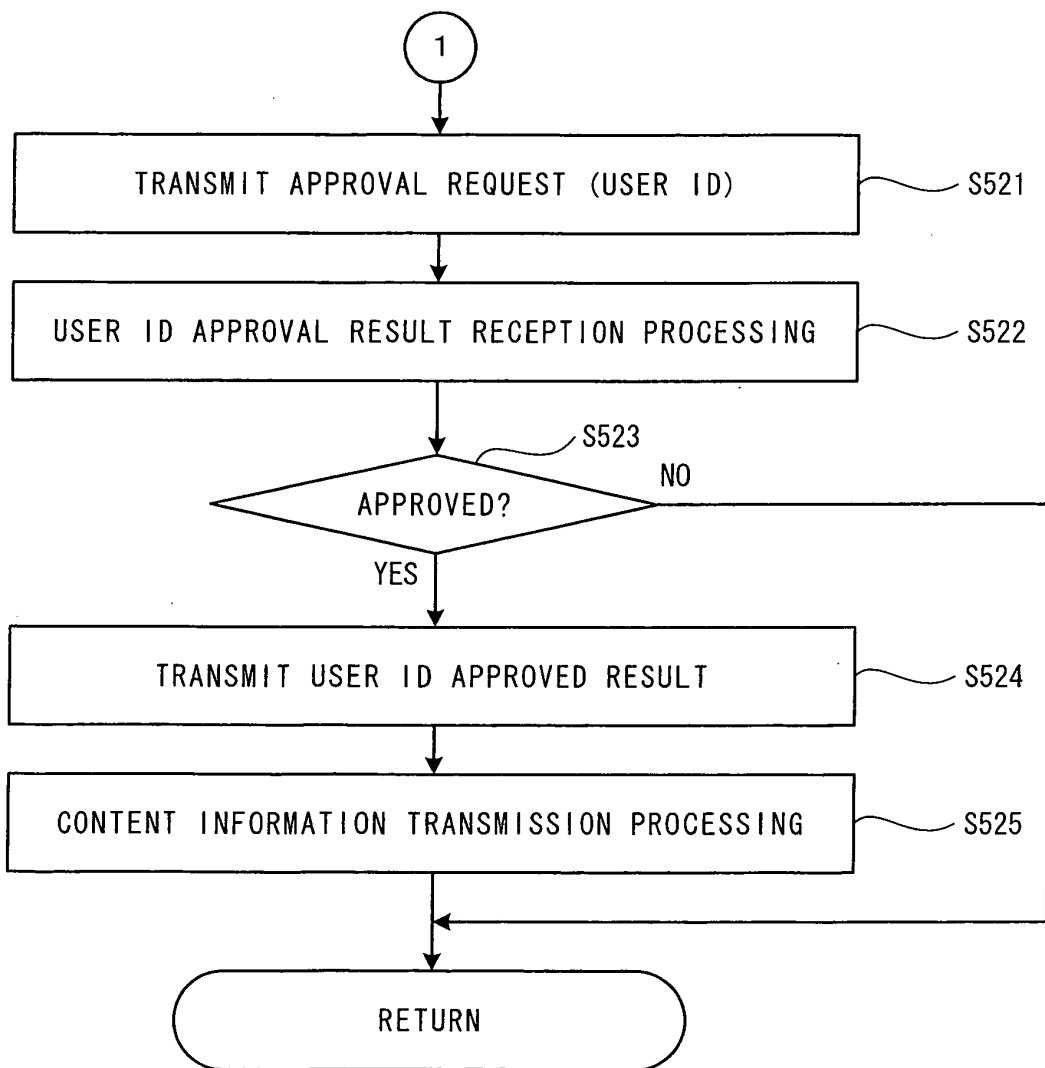 1
TRANSMIT APPROVAL REQUEST (USER ID)
S521
USER ID APPROVAL RESULT RECEPTION PROCESSING
S522
S523
APPROVED?
NO
YES
TRANSMIT USER ID APPROVED RESULT
S524
CONTENT INFORMATION TRANSMISSION PROCESSING
S525
RETURN